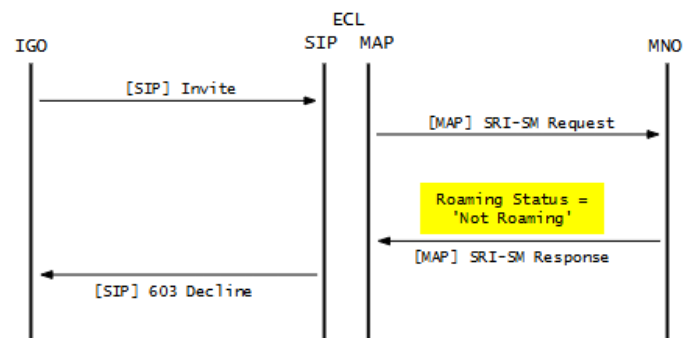 ECL
IGO SIP MAP MNO
[SIP] Invite
[MAP] SRI-SM Request
Roaming Status =
'Not Roaming'
[MAP] SRI-SM Response
[SIP] 603 Decline